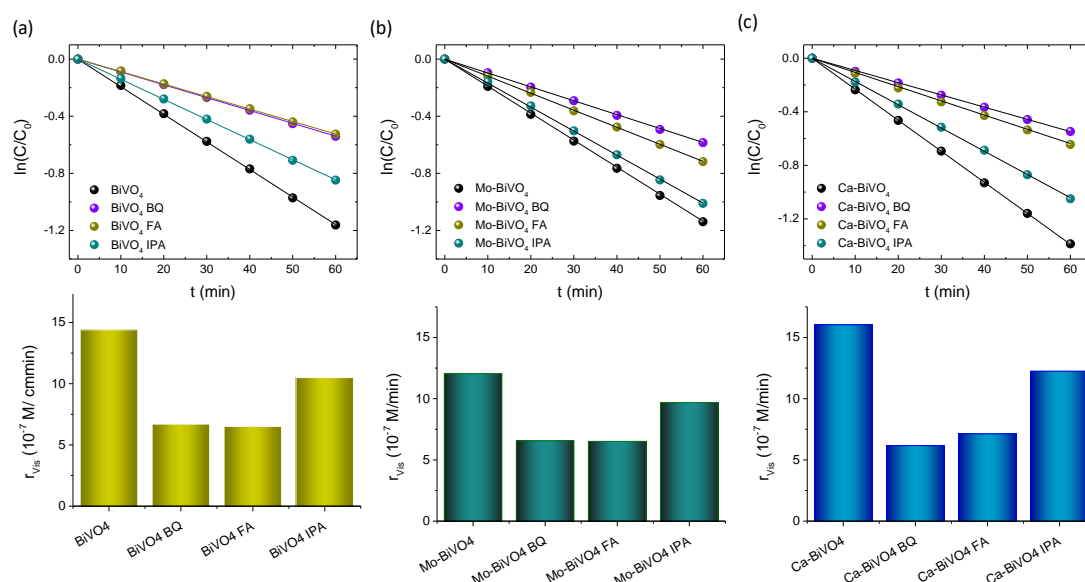 (a)
0.0
-0.4
-0.8
-1.2
ln(C/C₀)
BiVO₄
BiVO₄ BQ
BiVO₄ FA
BiVO₄ IPA
0 10 20 30 40 50 60
t (min)
(b)
0.0
-0.4
-0.8
-1.2
ln(C/C₀)
Mo-BiVO₄
Mo-BiVO₄ BQ
Mo-BiVO₄ FA
Mo-BiVO₄ IPA
0 10 20 30 40 50 60
t (min)
(c)
0.0
-0.4
-0.8
-1.2
ln(C/C₀)
Ca-BiVO₄
Ca-BiVO₄ BQ
Ca-BiVO₄ FA
Ca-BiVO₄ IPA
0 10 20 30 40 50 60
t (min)
15
10
5
0
r_Vis (10⁻⁷ M/ cmmin)
BiVO4
BiVO4 BQ
BiVO4 FA
BiVO4 IPA
15
10
5
0
r_Vis (10⁻⁷ M/min)
Mo-BiVO4
Mo-BiVO4 BQ
Mo-BiVO4 FA
Mo-BiVO4 IPA
15
10
5
0
r_Vis (10⁻⁷ M/min)
Ca-BiVO4
Ca-BiVO4 BQ
Ca-BiVO4 FA
Ca-BiVO4 IPA